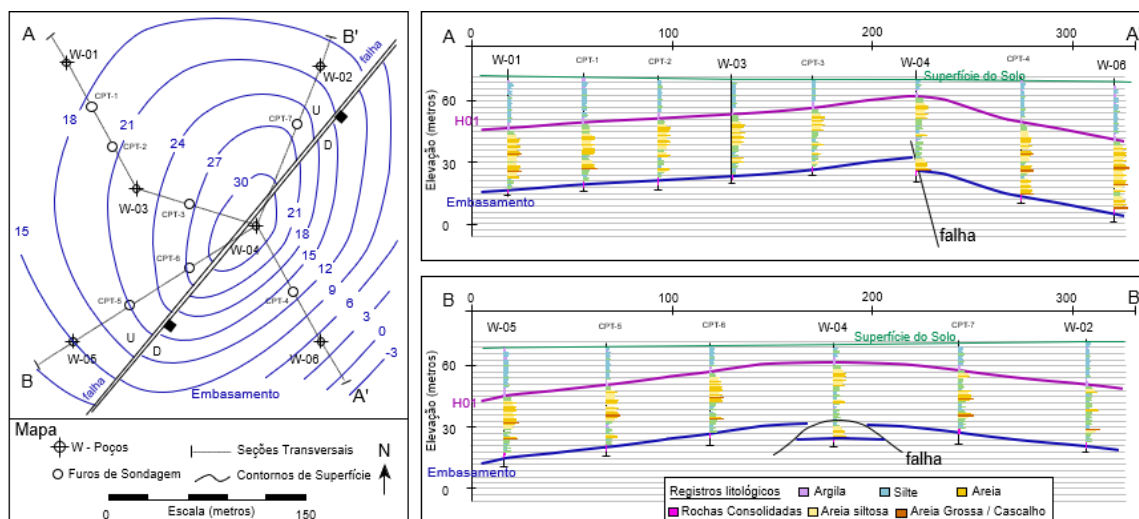 A
W-01
18
CPT-1
CPT-2
21
24
27
30
W-03
CPT-3
15
CPT-6
CPT-5
W-05
B
B'
falha
W-02
CPT-7
U
D
21
18
W-04
15
12
9
6
3
0
-3
CPT-4
U
D
W-06
falha
Embasamento
A'
Mapa
W - Poços
Seções Transversais
N
Furos de Sondagem
Contornos de Superfície
0
Escala (metros)
150
0
100
200
300
A
A'
W-01
CPT-1
CPT-2
W-03
CPT-3
W-04
CPT-4
W-06
Superfície do Solo
Elevação (metros)
60
30
0
H01
Embasamento
falha
0
100
200
300
B
B'
W-05
CPT-5
CPT-6
W-04
CPT-7
W-02
Superfície do Solo
Elevação (metros)
60
30
0
H01
Embasamento
falha
Registros litológicos
Argila
Silte
Areia
Rochas Consolidadas
Areia siltosa
Areia Grossa / Cascalho